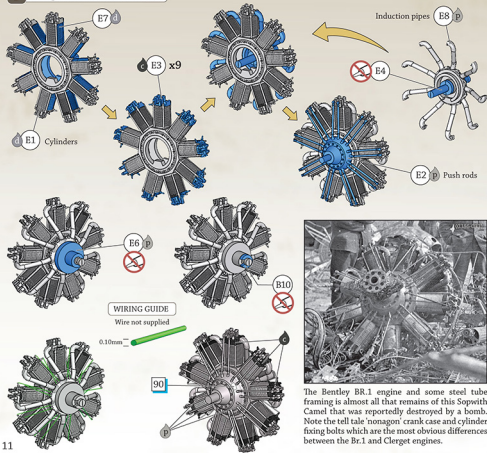 E7 d
Induction pipes E8 p
E4
c E3 x9
d E1 Cylinders
E2 p Push rods
E6 p
B10
WIRING GUIDE
Wire not supplied
0.10mm
c
90
p
The Bentley BR.1 engine and some steel tube
framing is almost all that remains of this Sopwith
Camel that was reportedly destroyed by a bomb.
Note the tell tale 'nonagon' crank case and cylinder
fixing bolts which are the most obvious differences
between the Br.1 and Clerget engines.
11